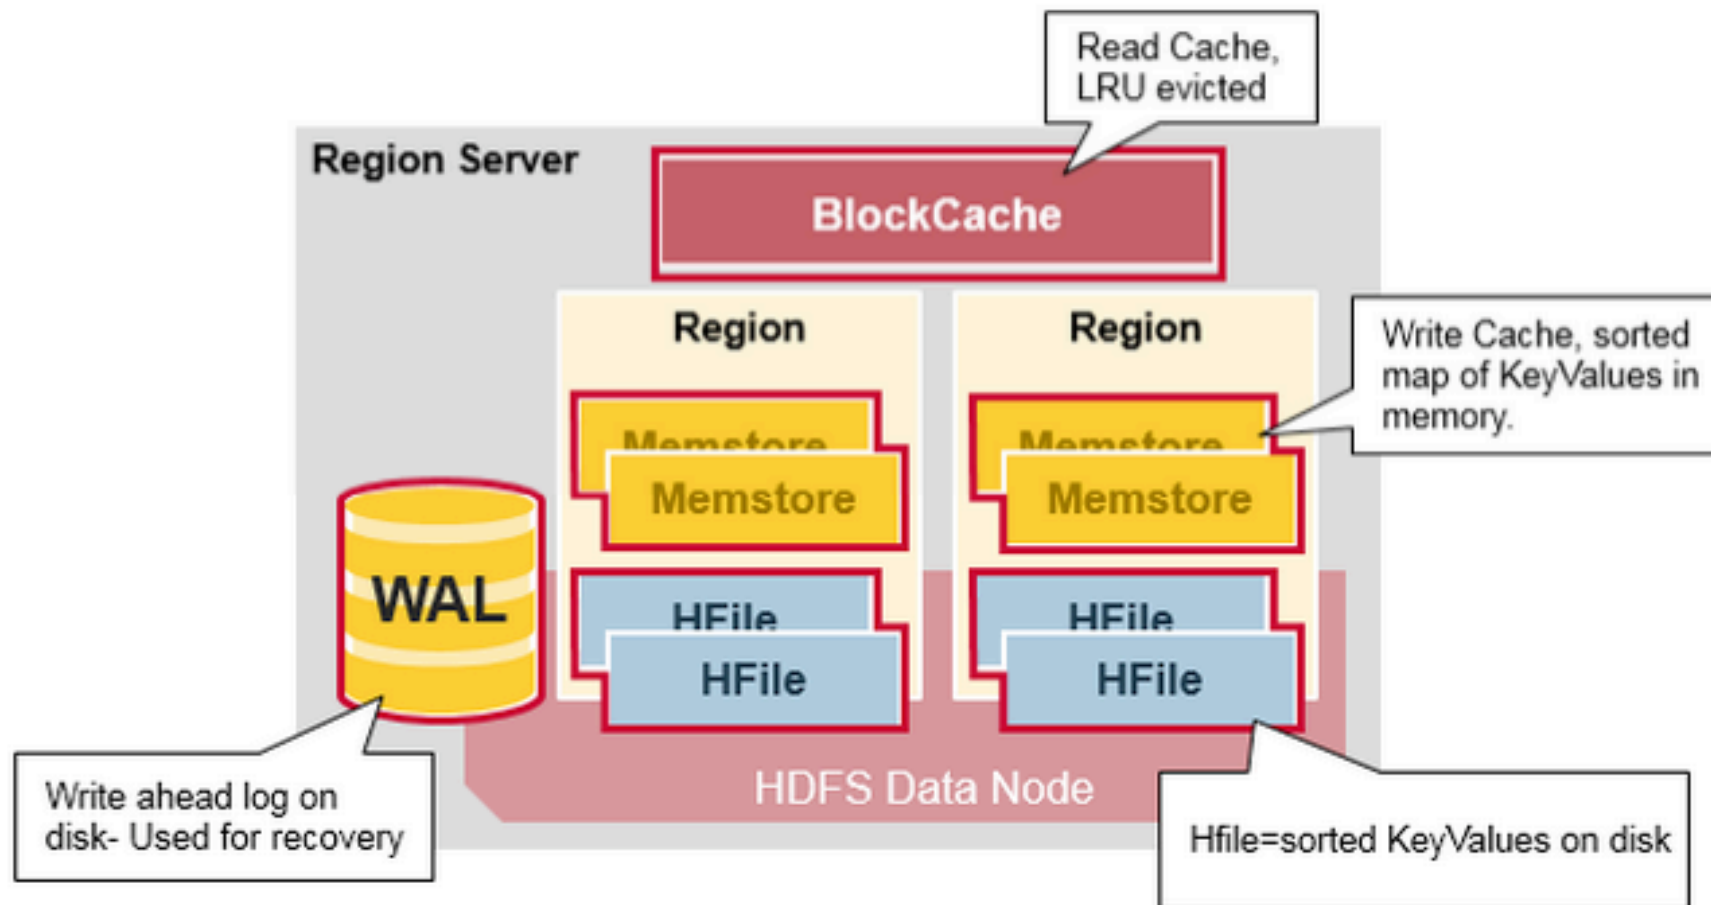 Read Cache,
LRU evicted
Region Server
BlockCache
Region
Region
Write Cache, sorted
map of KeyValues in
memory.
Memstore
Memstore
Memstore
Memstore
WAL
HFile
HFile
HFile
HFile
HDFS Data Node
Write ahead log on
disk- Used for recovery
Hfile=sorted KeyValues on disk